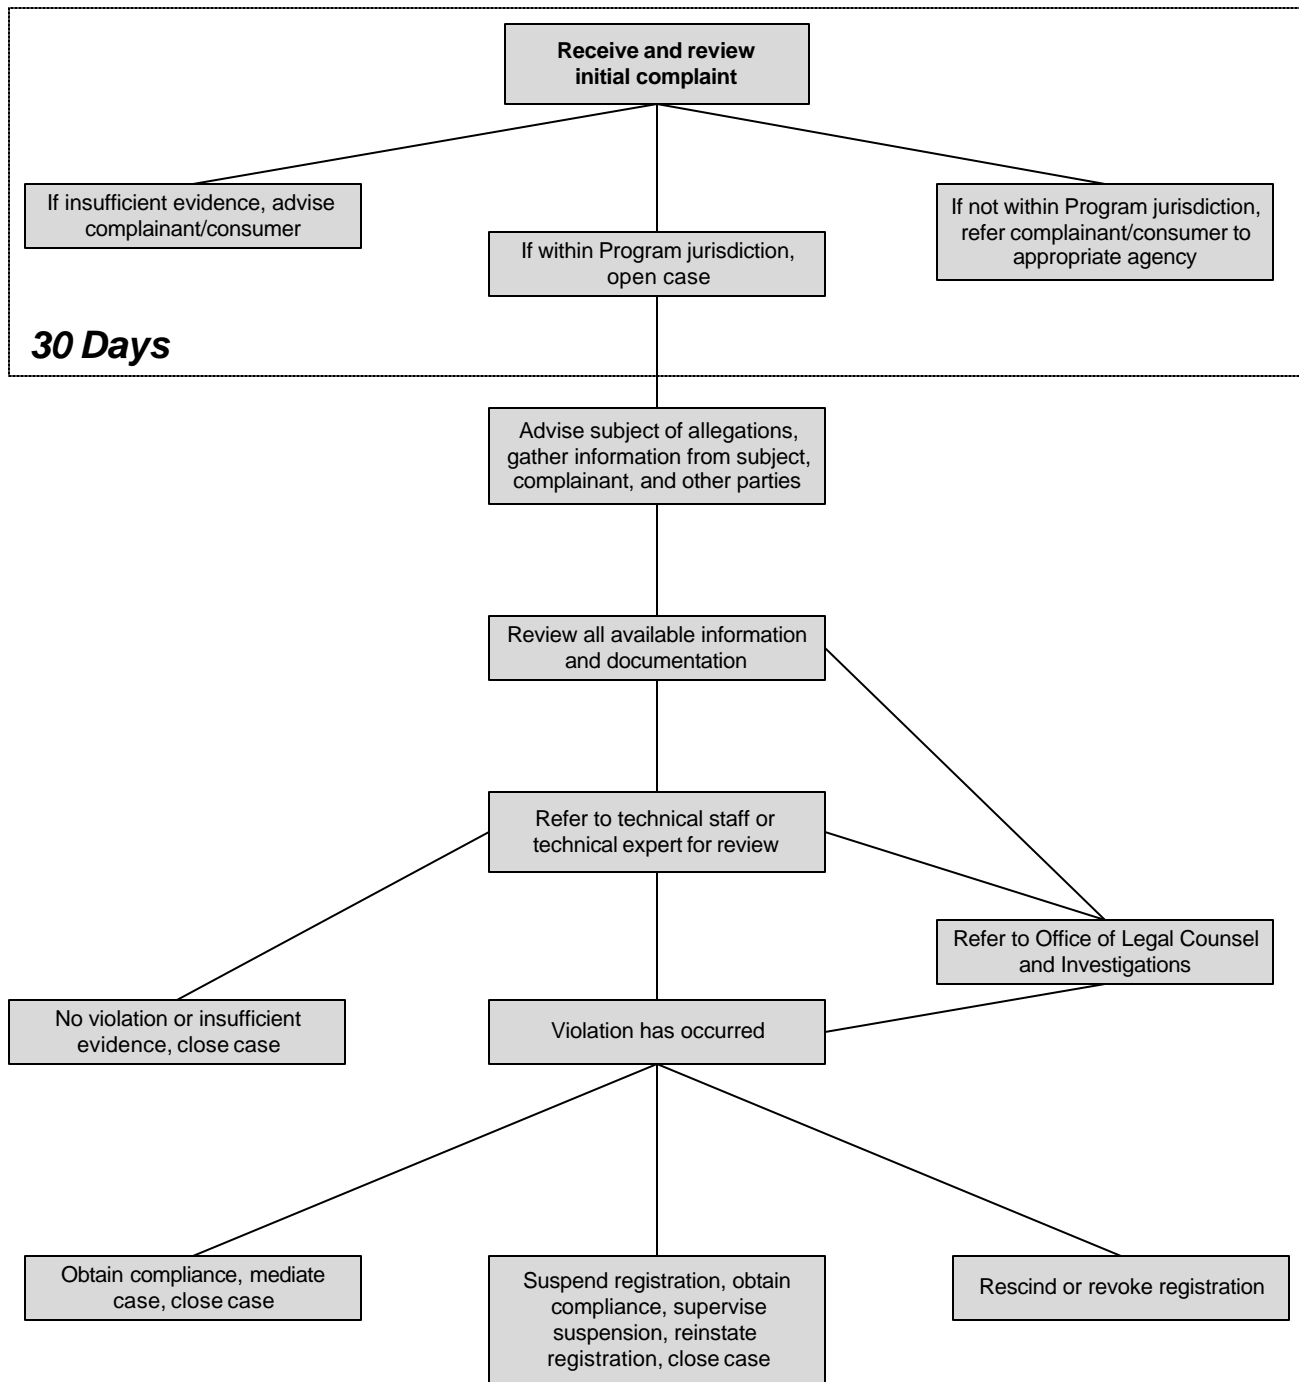 Receive and review
initial complaint
If insufficient evidence, advise
complainant/consumer
If within Program jurisdiction,
open case
If not within Program jurisdiction,
refer complainant/consumer to
appropriate agency
30 Days
Advise subject of allegations,
gather information from subject,
complainant, and other parties
Review all available information
and documentation
Refer to technical staff or
technical expert for review
Refer to Office of Legal Counsel
and Investigations
No violation or insufficient
evidence, close case
Violation has occurred
Obtain compliance, mediate
case, close case
Suspend registration, obtain
compliance, supervise
suspension, reinstate
registration, close case
Rescind or revoke registration